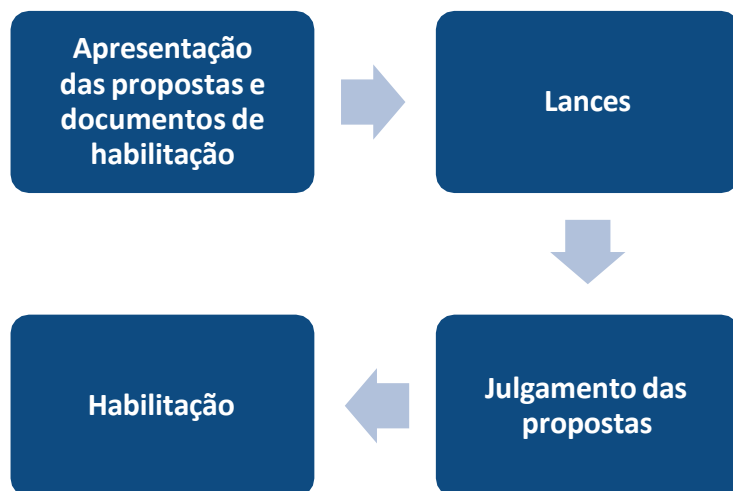 Apresentação
das propostas e
documentos de
habilitação
Lances
Julgamento das
propostas
Habilitação